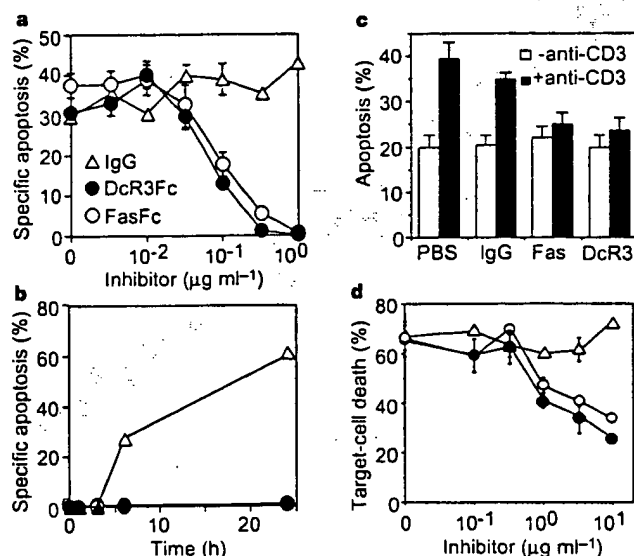 a
Specific apoptosis (%)
50
40
30
20
10
0
IgG
DcR3Fc
FasFc
0 10⁻² 10⁻¹ 10⁰
Inhibitor (µg ml⁻¹)
b
Specific apoptosis (%)
80
60
40
20
0
0 10 20
Time (h)
c
Apoptosis (%)
40
30
20
10
0
-anti-CD3
+anti-CD3
PBS IgG Fas DcR3
d
Target-cell death (%)
80
60
40
20
0
0 10⁻¹ 10⁰ 10¹
Inhibitor (µg ml⁻¹)